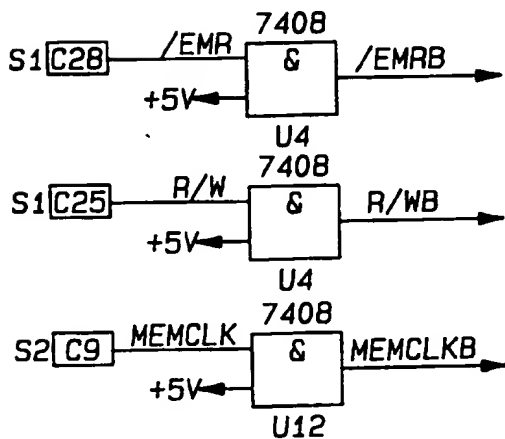 7408
/EMR
S1 C28
&
/EMRB
+5V
U4
7408
R/W
S1 C25
&
R/WB
+5V
U4
7408
MEMCLK
S2 C9
&
MEMCLKB
+5V
U12